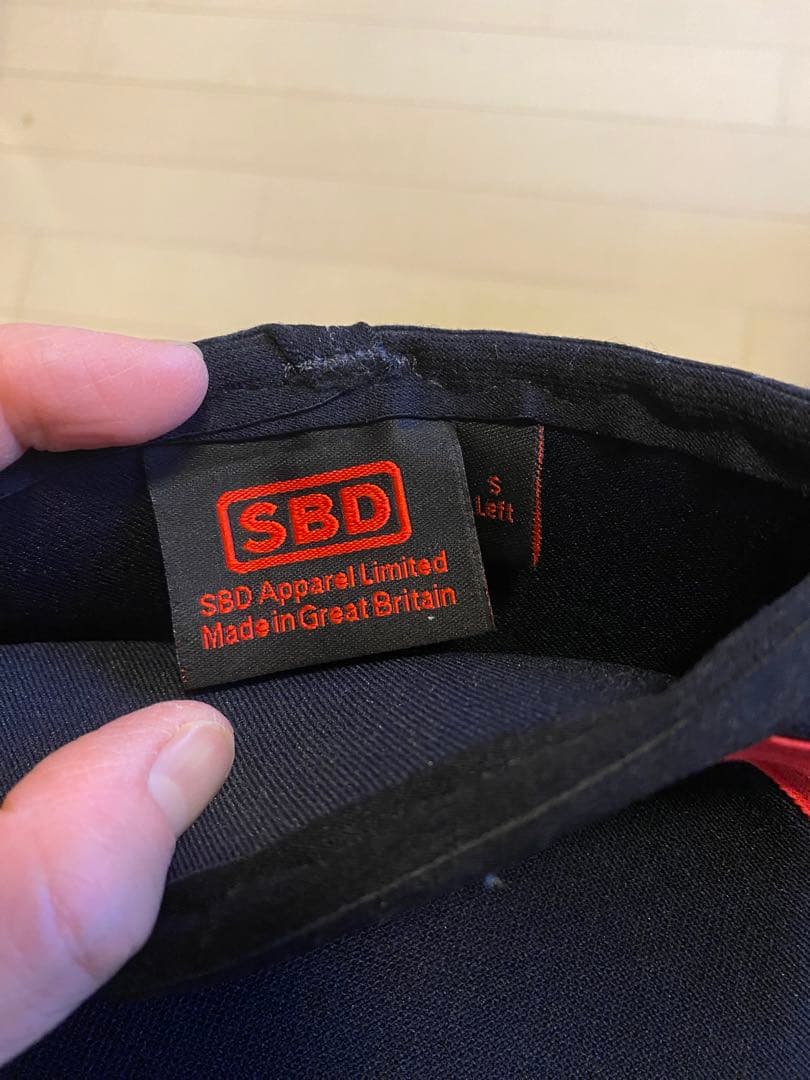 SBD
SBD Apparel Limited
Made in Great Britain
S
Left